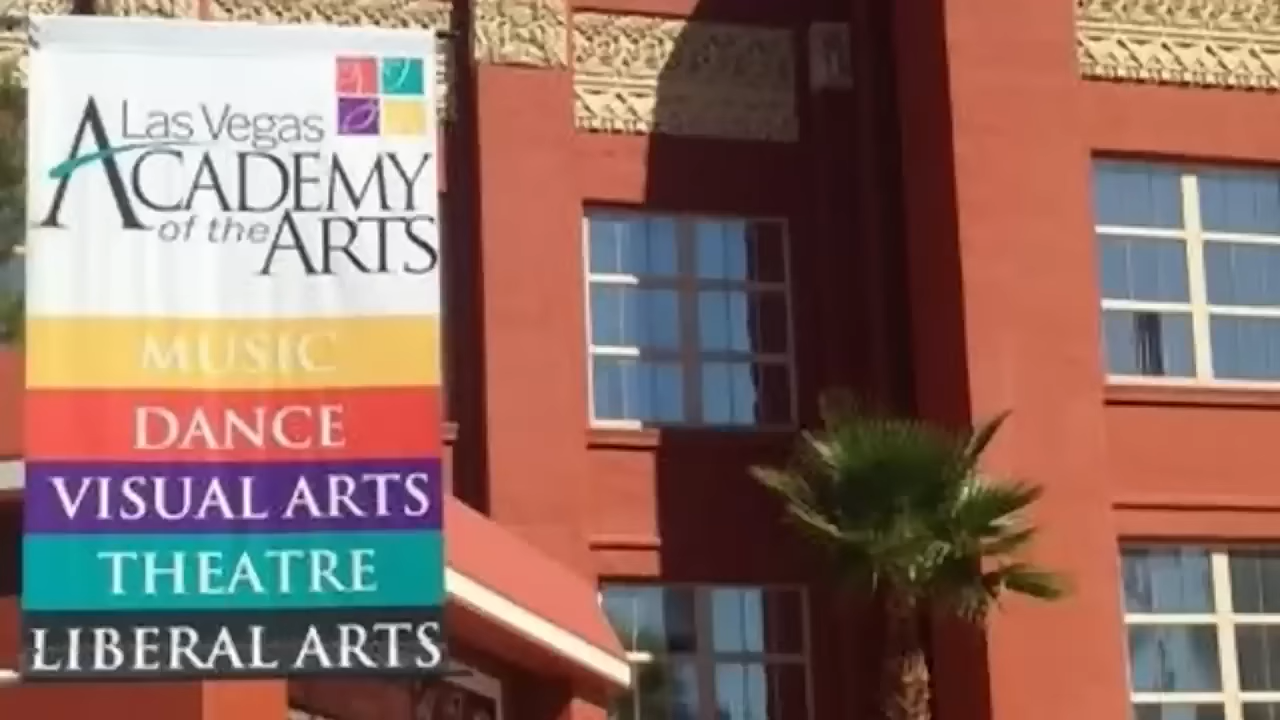 Las Vegas
ACADEMY
of the ARTS
MUSIC
DANCE
VISUAL ARTS
THEATRE
LIBERAL ARTS